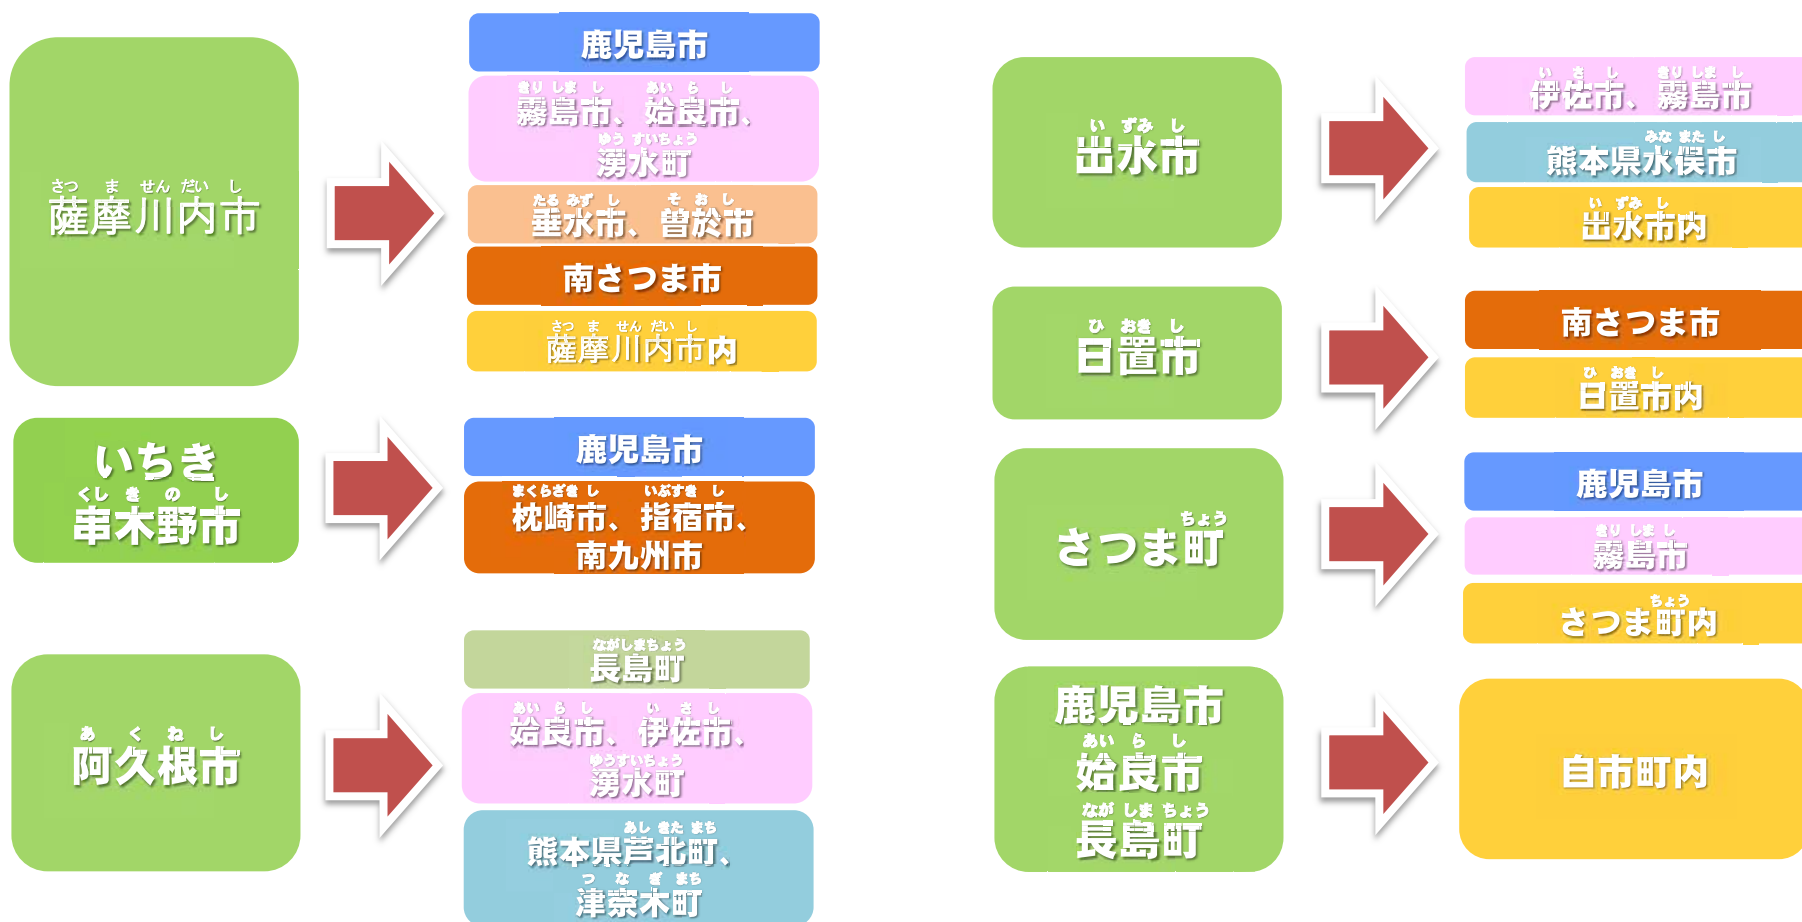 さつ ま せん だい し
薩摩川内市
鹿児島市
きり しま し あい ら し
霧島市、姶良市、
ゆう すいちょう
湧水町
たる みず し そ お し
垂水市、曽於市
南さつま市
さつ ま せん だい し
薩摩川内市内
いちき
くし き の し
串木野市
鹿児島市
まくらざき し いぶすき し
枕崎市、指宿市、
南九州市
あ く ね し
阿久根市
ながしまちょう
長島町
あい ら し い さ し
姶良市、伊佐市、
ゆうすいちょう
湧水町
あし きた まち
熊本県芦北町、
つ な ぎ まち
津奈木町
い ずみ し
出水市
い さ し きり しま し
伊佐市、霧島市
みな また し
熊本県水俣市
い ずみ し
出水市内
ひ おき し
日置市
南さつま市
ひ おき し
日置市内
ちょう
さつま町
鹿児島市
きり しま し
霧島市
ちょう
さつま町内
鹿児島市
あい ら し
姶良市
なが しま ちょう
長島町
自市町内